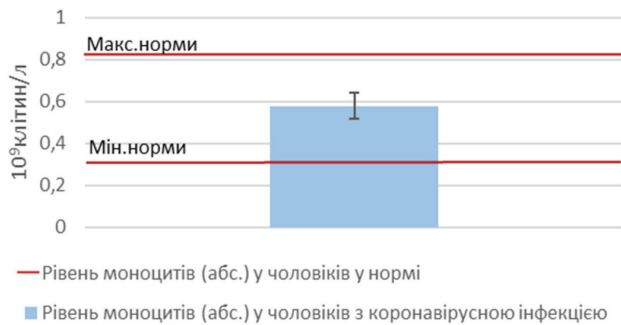 1
Макс.норми
0,8
0,6
10⁹клітин/л
0,4
Мін.норми
0,2
0
Рівень моноцитів (абс.) у чоловіків у нормі
Рівень моноцитів (абс.) у чоловіків з коронавірусною інфекцією